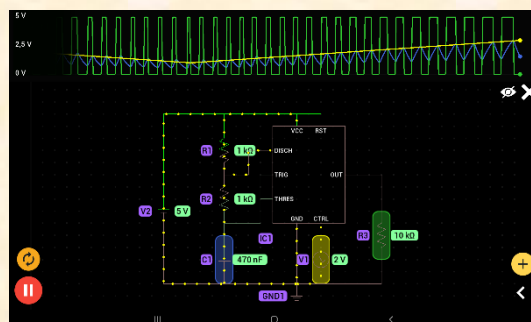 5 V
2,5 V
0 V
VCC RST
R1 1 kΩ DISCH
TRIG OUT
R2 1 kΩ THRES
V2 5 V
GND CTRL
IC1
R3 10 kΩ
C1 470 nF V1 2 V
GND1